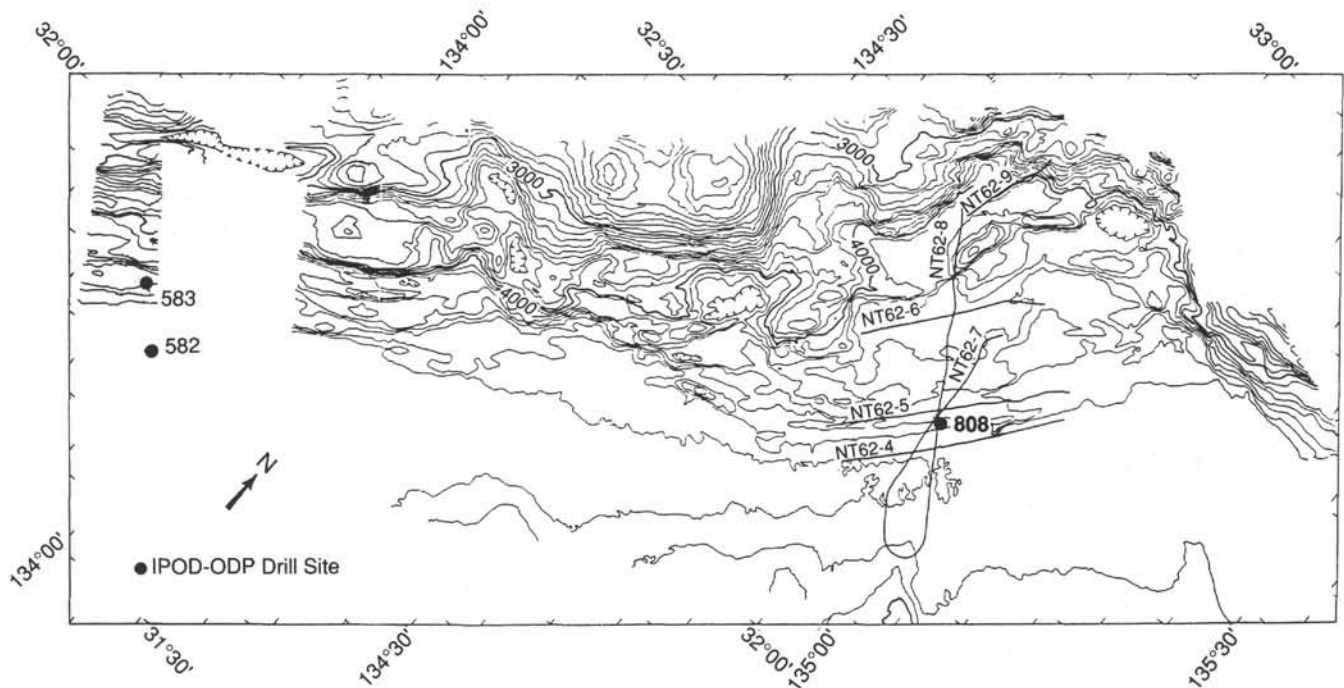 32°00'
134°00'
32°30'
134°30'
33°00'
3000
3000
NT62-9
NT62-8
4000
4000
NT62-6
583
582
NT62-7
NT62-5
808
NT62-4
N
134°00'
IPOD-ODP Drill Site
31°30'
134°30'
32°00'
135°00'
135°30'